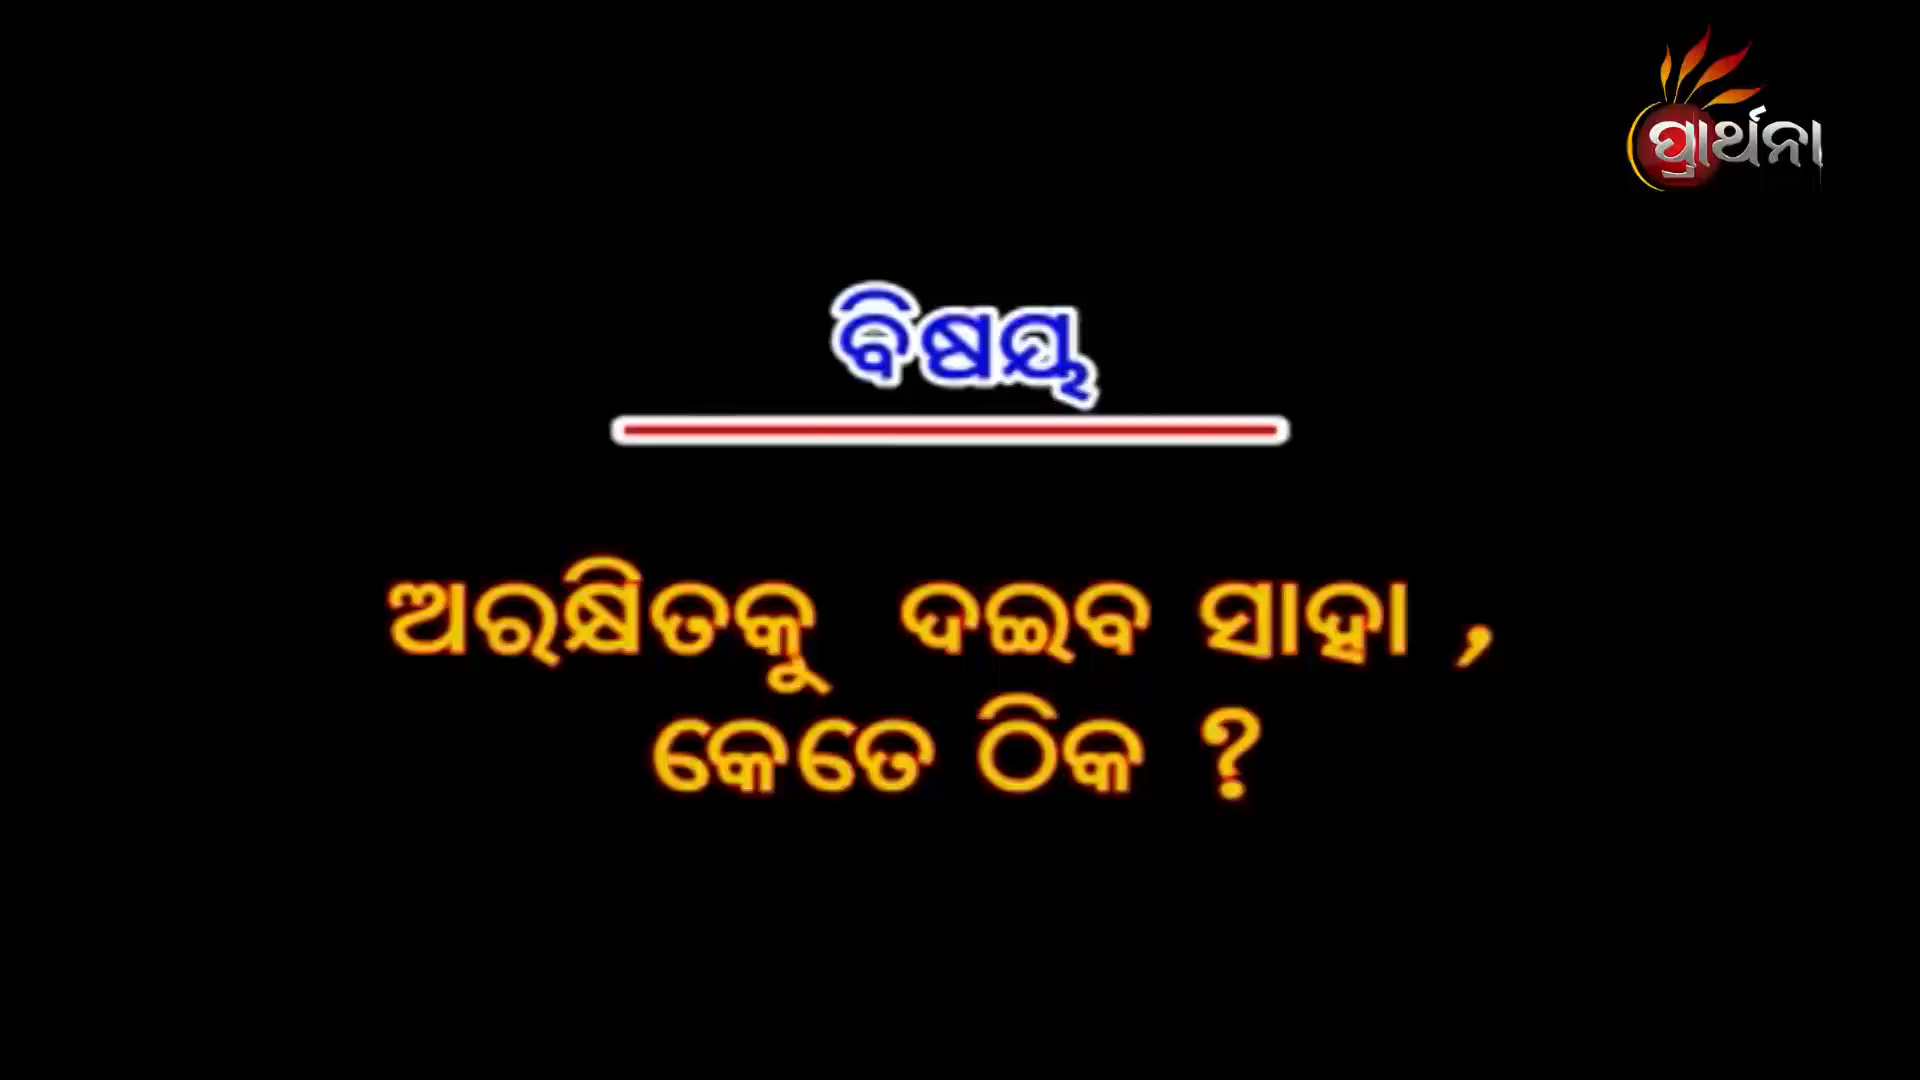 ପ୍ରାର୍ଥନା
ବିଷୟ
ଅରକ୍ଷିତକୁ ଦଇବ ସାହା ,
କେତେ ଠିକ ?